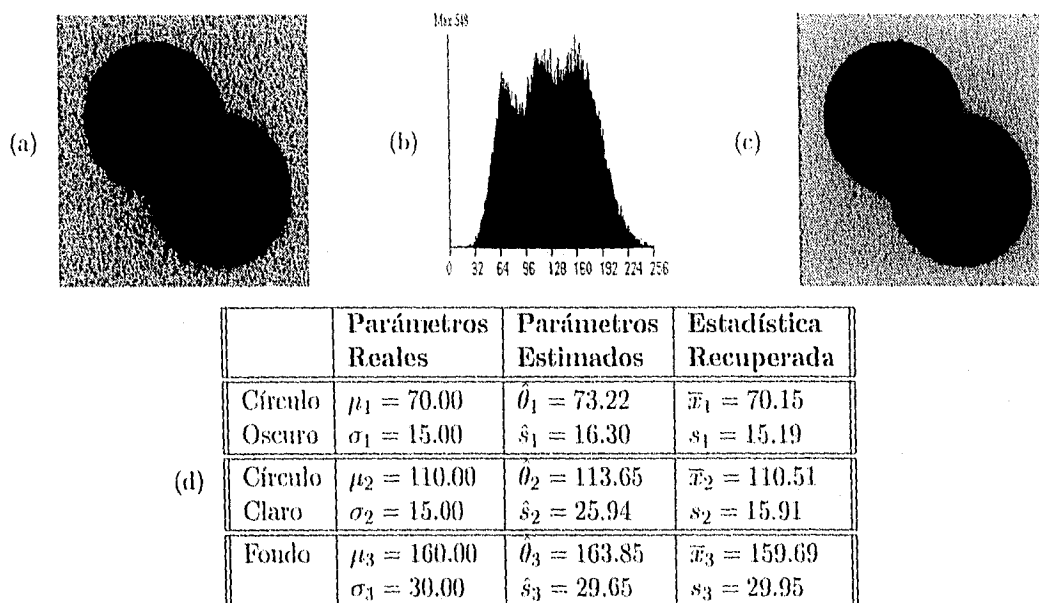 (a)
(b)
Max 518
0 32 64 96 128 160 192 224 256
(c)
(d)
Parámetros Reales | Parámetros Estimados | Estadística Recuperada
Círculo Oscuro | μ₁ = 70.00 | θ̂₁ = 73.22 | x̄₁ = 70.15
σ₁ = 15.00 | ŝ₁ = 16.30 | s₁ = 15.19
Círculo Claro | μ₂ = 110.00 | θ̂₂ = 113.65 | x̄₂ = 110.51
σ₂ = 15.00 | ŝ₂ = 25.94 | s₂ = 15.91
Fondo | μ₃ = 160.00 | θ̂₃ = 163.85 | x̄₃ = 159.69
σ₃ = 30.00 | ŝ₃ = 29.65 | s₃ = 29.95